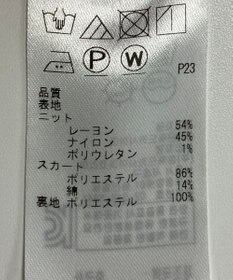 P W P23
品質
表地
ニット
レーヨン 54%
ナイロン 45%
ポリウレタン 1%
スカート
ポリエステル 86%
綿 14%
裏地 ポリエステル 100%